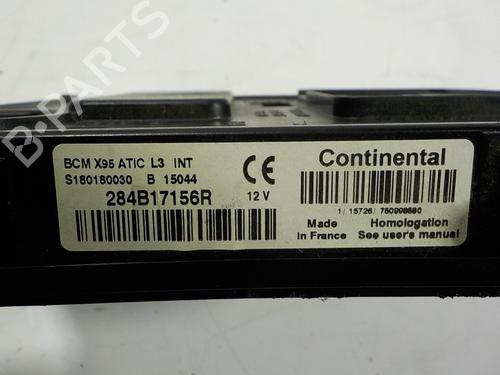 BCM X95 ATIC L3 INT
S180180030 B 15044
284B17156R 12 V
CE
Continental
1/ 15726/ 750998580
Made in France
Homologation See user's manual
B-PARTS